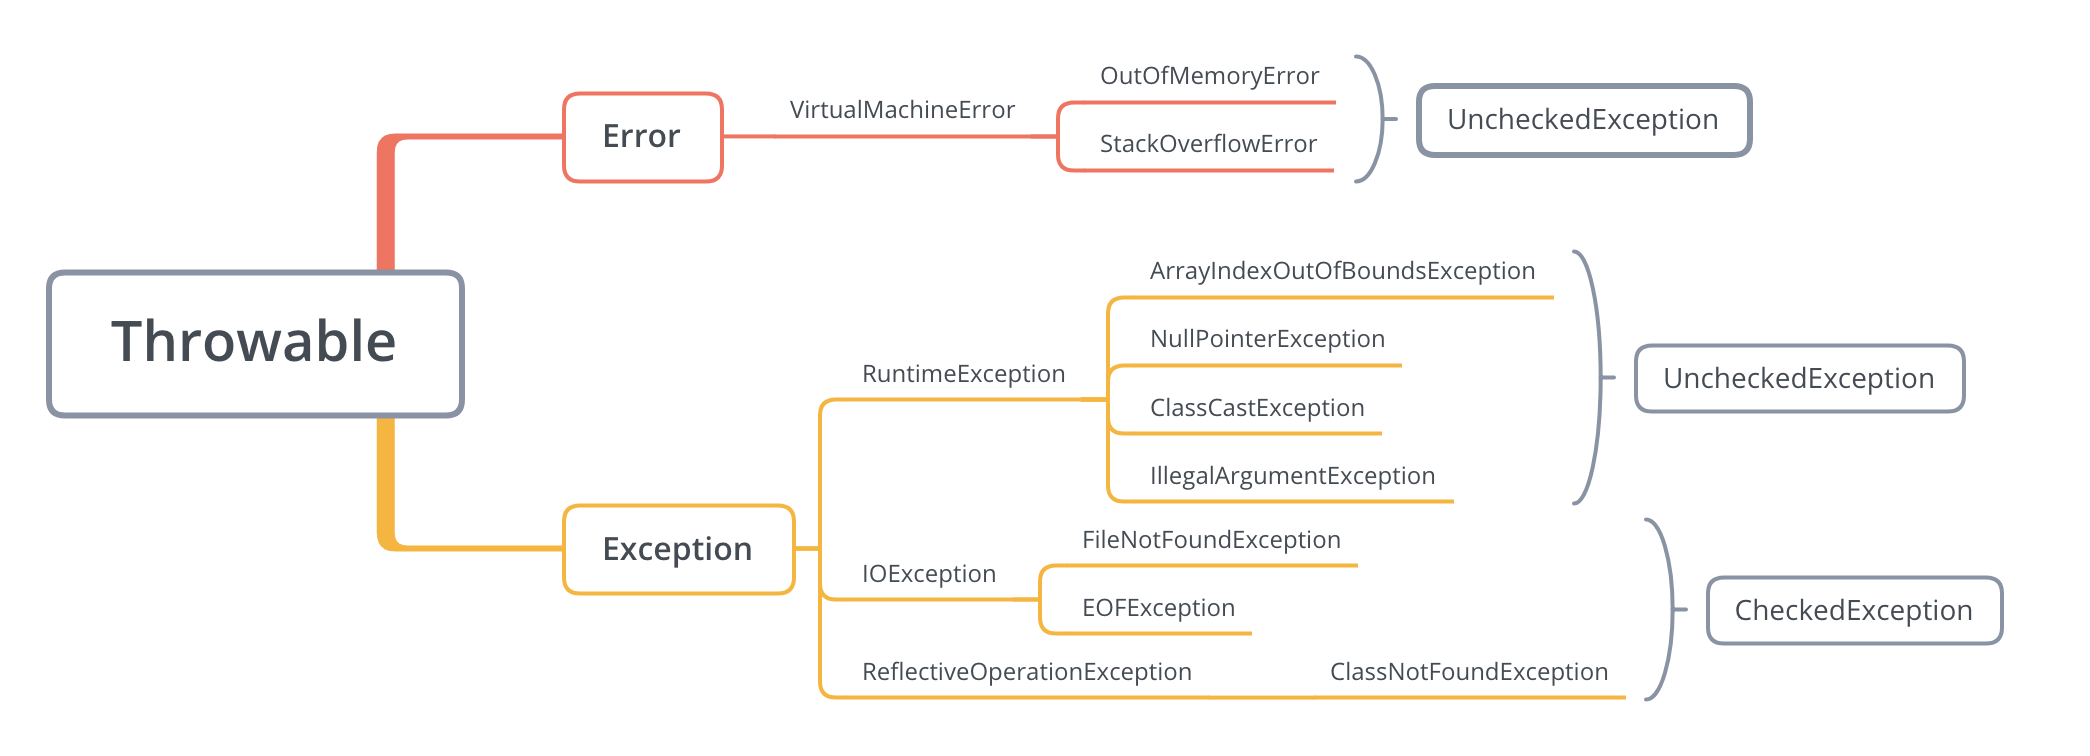 Throwable
Error
VirtualMachineError
OutOfMemoryError
StackOverflowError
UncheckedException
Exception
RuntimeException
ArrayIndexOutOfBoundsException
NullPointerException
ClassCastException
IllegalArgumentException
UncheckedException
IOException
FileNotFoundException
EOFException
ReflectiveOperationException
ClassNotFoundException
CheckedException